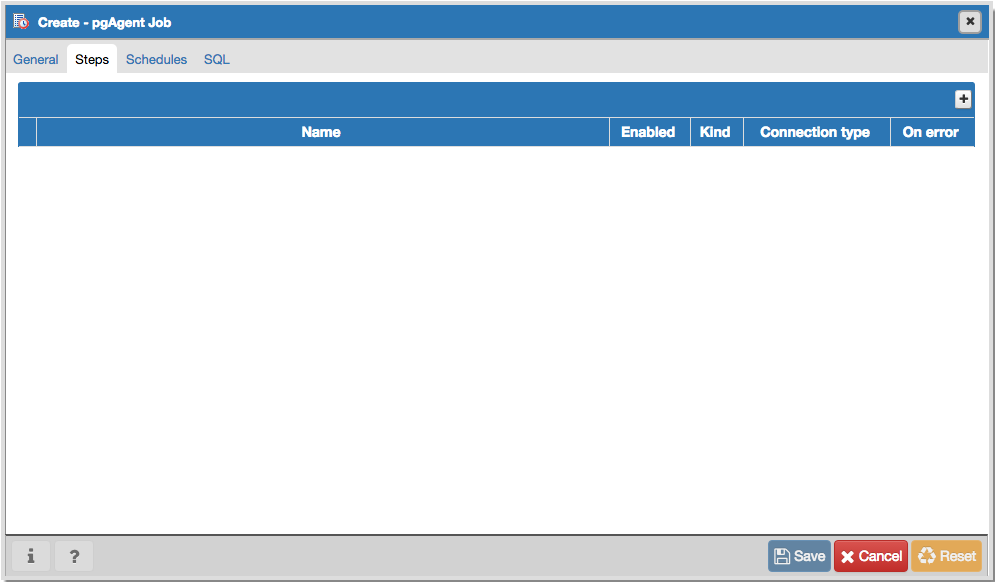 Create - pgAgent Job
General Steps Schedules SQL
Name Enabled Kind Connection type On error
i ? Save Cancel Reset